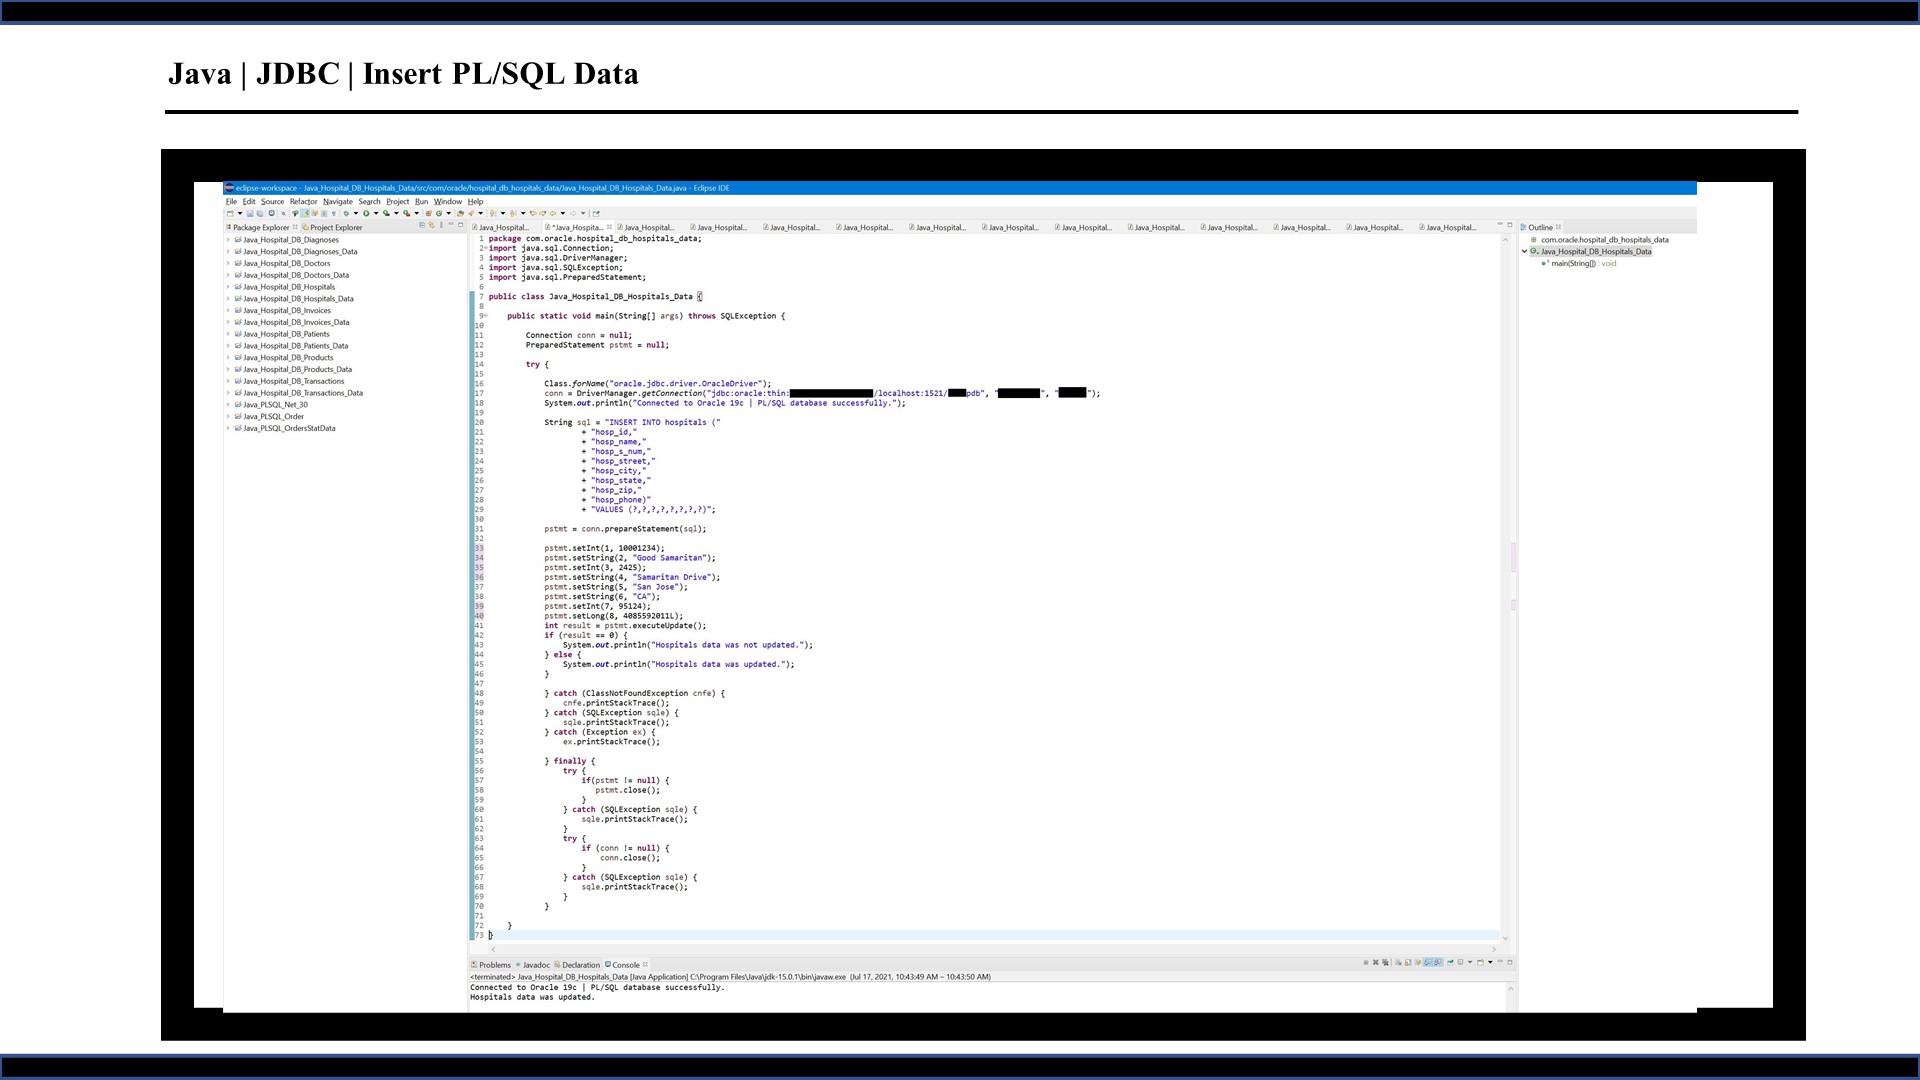 Java | JDBC | Insert PL/SQL Data
eclipse-workspace - Java_Hospital_DB_Hospitals_Data/src/com/oracle/hospital_db_hospitals_data/Java_Hospital_DB_Hospitals_Data.java - Eclipse IDE
File Edit Source Refactor Navigate Search Project Run Window Help
Package Explorer Project Explorer
Java_Hospital_DB_Diagnoses
Java_Hospital_DB_Diagnoses_Data
Java_Hospital_DB_Doctors
Java_Hospital_DB_Doctors_Data
Java_Hospital_DB_Hospitals
Java_Hospital_DB_Hospitals_Data
Java_Hospital_DB_Invoices
Java_Hospital_DB_Invoices_Data
Java_Hospital_DB_Patients
Java_Hospital_DB_Patients_Data
Java_Hospital_DB_Products
Java_Hospital_DB_Products_Data
Java_Hospital_DB_Transactions
Java_Hospital_DB_Transactions_Data
Java_PLSQL_Net_30
Java_PLSQL_Order
Java_PLSQL_OrdersStatData
Java_Hospital... *Java_Hospita... Java_Hospital... Java_Hospital... Java_Hospital... Java_Hospital... Java_Hospital... Java_Hospital... Java_Hospital... Java_Hospital... Java_Hospital... Java_Hospital... Java_Hospital... Java_Hospital...
1 package com.oracle.hospital_db_hospitals_data;
2 import java.sql.Connection;
3 import java.sql.DriverManager;
4 import java.sql.SQLException;
5 import java.sql.PreparedStatement;
6
7 public class Java_Hospital_DB_Hospitals_Data {
8
9 public static void main(String[] args) throws SQLException {
10
11 Connection conn = null;
12 PreparedStatement pstmt = null;
13
14 try {
15
16 Class.forName("oracle.jdbc.driver.OracleDriver");
17 conn = DriverManager.getConnection("jdbc:oracle:thin: /localhost:1521/ pdb", " ", " ");
18 System.out.println("Connected to Oracle 19c | PL/SQL database successfully.");
19
20 String sql = "INSERT INTO hospitals ("
21 + "hosp_id,"
22 + "hosp_name,"
23 + "hosp_s_num,"
24 + "hosp_street,"
25 + "hosp_city,"
26 + "hosp_state,"
27 + "hosp_zip,"
28 + "hosp_phone)"
29 + "VALUES (?,?,?,?,?,?,?,?)";
30
31 pstmt = conn.prepareStatement(sql);
32
33 pstmt.setInt(1, 10001234);
34 pstmt.setString(2, "Good Samaritan");
35 pstmt.setInt(3, 2425);
36 pstmt.setString(4, "Samaritan Drive");
37 pstmt.setString(5, "San Jose");
38 pstmt.setString(6, "CA");
39 pstmt.setInt(7, 95124);
40 pstmt.setLong(8, 4085592011L);
41 int result = pstmt.executeUpdate();
42 if (result == 0) {
43 System.out.println("Hospitals data was not updated.");
44 } else {
45 System.out.println("Hospitals data was updated.");
46 }
47
48 } catch (ClassNotFoundException cnfe) {
49 cnfe.printStackTrace();
50 } catch (SQLException sqle) {
51 sqle.printStackTrace();
52 } catch (Exception ex) {
53 ex.printStackTrace();
54
55 } finally {
56 try {
57 if(pstmt != null) {
58 pstmt.close();
59 }
60 } catch (SQLException sqle) {
61 sqle.printStackTrace();
62 }
63 try {
64 if (conn != null) {
65 conn.close();
66 }
67 } catch (SQLException sqle) {
68 sqle.printStackTrace();
69 }
70 }
71
72 }
73 }
Outline
com.oracle.hospital_db_hospitals_data
Java_Hospital_DB_Hospitals_Data
main(String[]) : void
Problems Javadoc Declaration Console
<terminated> Java_Hospital_DB_Hospitals_Data [Java Application] C:\Program Files\Java\jdk-15.0.1\bin\javaw.exe (Jul 17, 2021, 10:43:49 AM – 10:43:50 AM)
Connected to Oracle 19c | PL/SQL database successfully.
Hospitals data was updated.